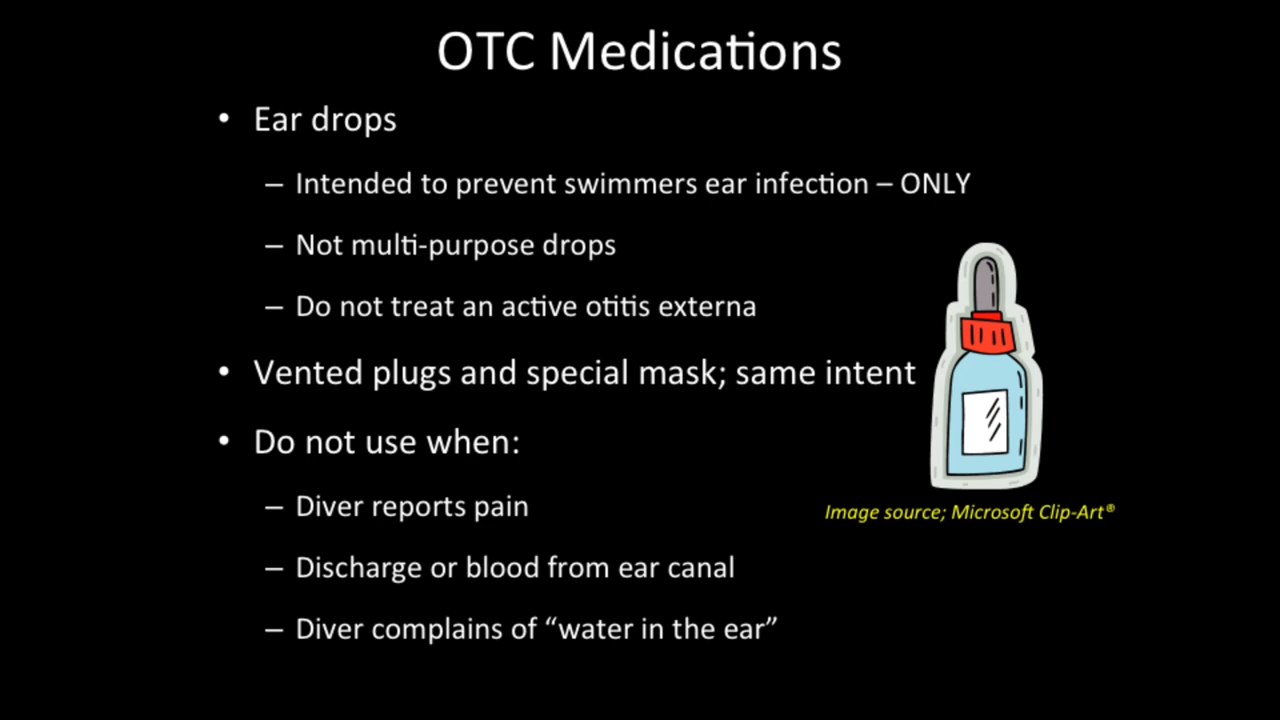 OTC Medications
• Ear drops
– Intended to prevent swimmers ear infection – ONLY
– Not multi-purpose drops
– Do not treat an active otitis externa
• Vented plugs and special mask; same intent
• Do not use when:
– Diver reports pain
Image source; Microsoft Clip-Art®
– Discharge or blood from ear canal
– Diver complains of “water in the ear”